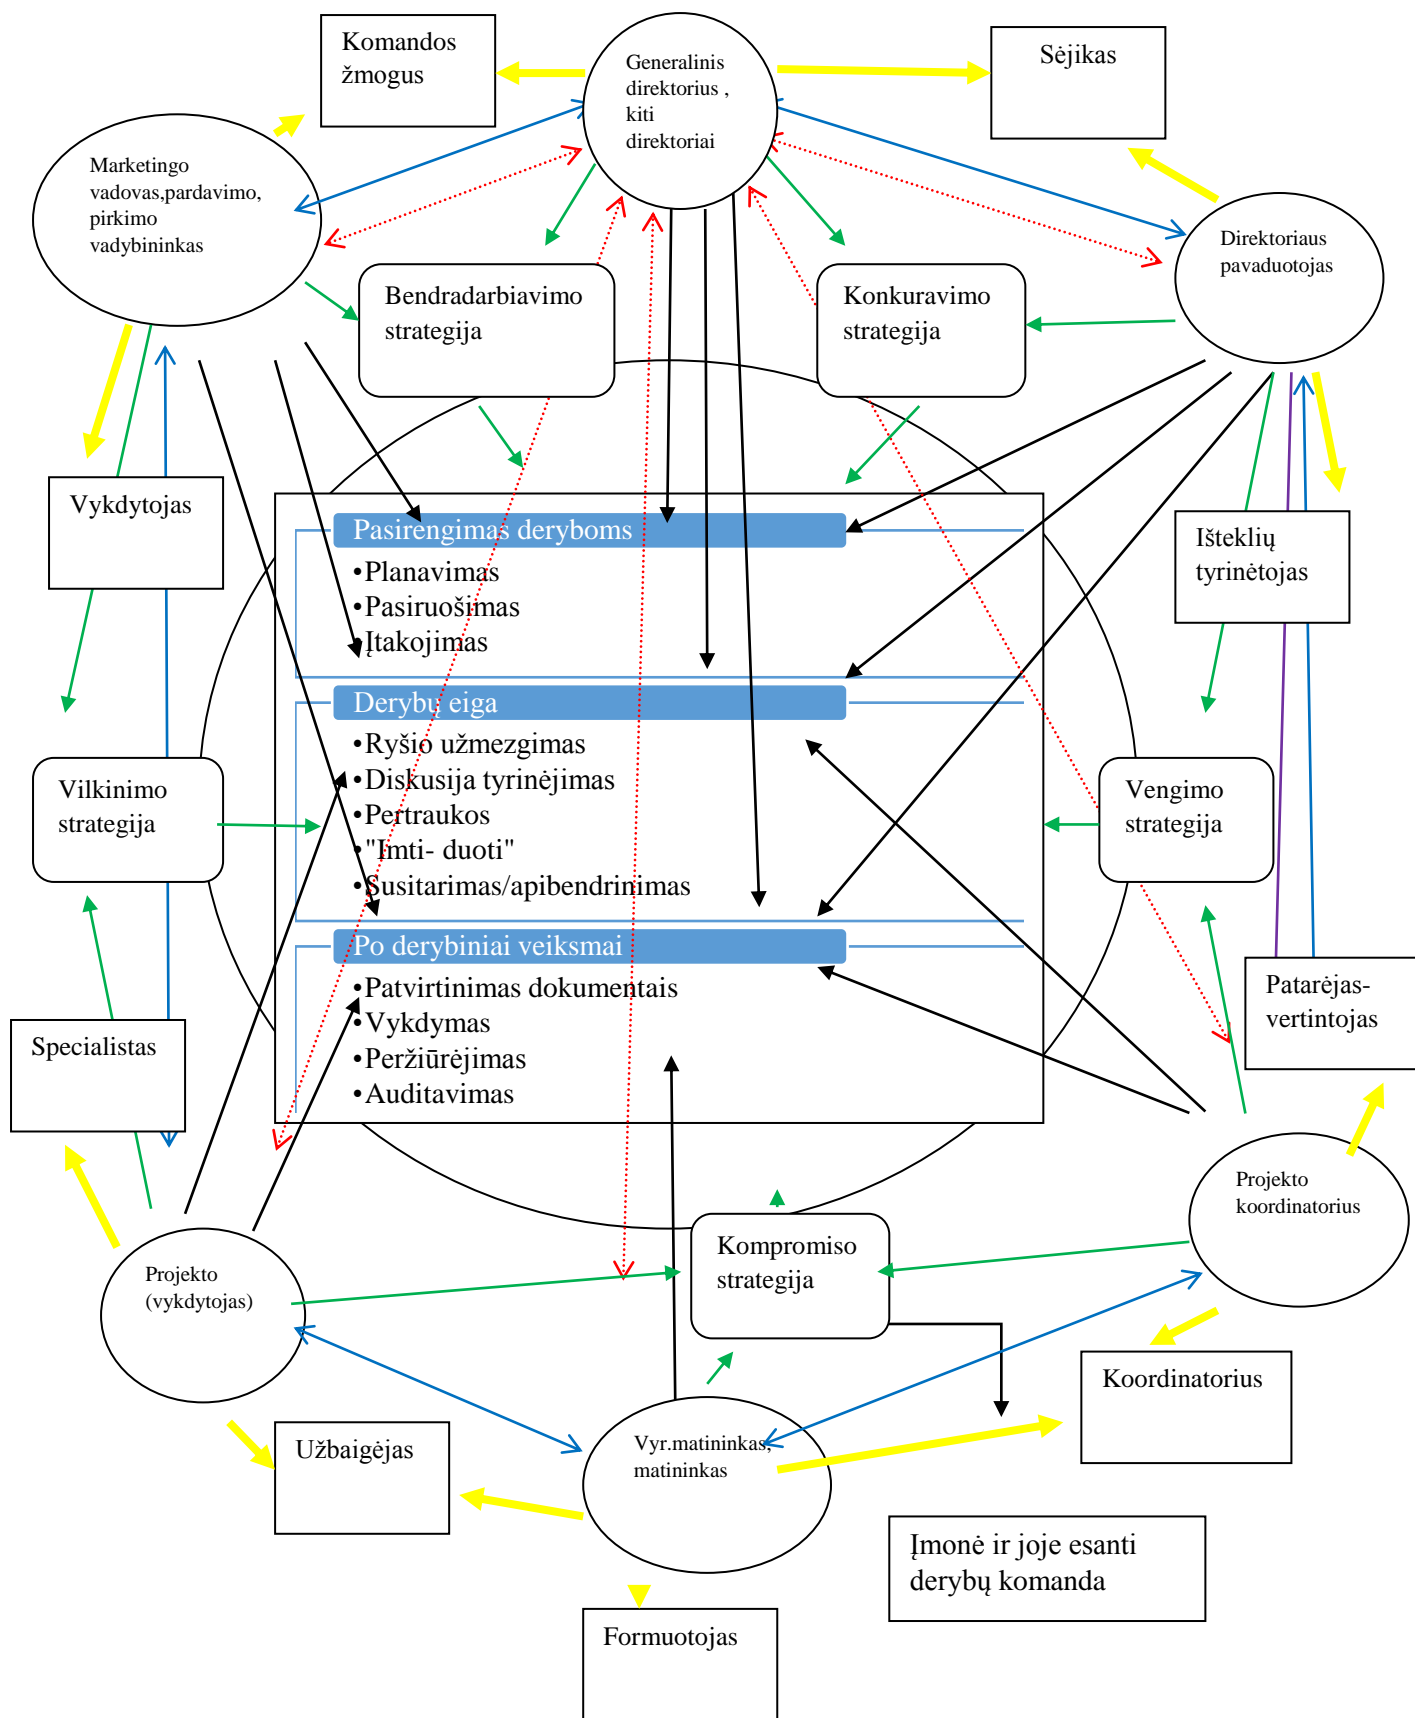 Komandos
žmogus
Generalinis
direktorius ,
kiti
direktoriai
Sėjikas
Marketingo
vadovas,pardavimo,
pirkimo
vadybininkas
Direktoriaus
pavaduotojas
Bendradarbiavimo
strategija
Konkuravimo
strategija
Vykdytojas
Išteklių
tyrinėtojas
Pasirengimas deryboms
•Planavimas
•Pasiruošimas
•Įtakojimas
Derybų eiga
•Ryšio užmezgimas
•Diskusija tyrinėjimas
•Pertraukos
•"Imti- duoti"
•Susitarimas/apibendrinimas
Vilkinimo
strategija
Vengimo
strategija
Po derybiniai veiksmai
•Patvirtinimas dokumentais
•Vykdymas
•Peržiūrėjimas
•Auditavimas
Specialistas
Patarėjas-
vertintojas
Projekto
koordinatorius
Projekto
(vykdytojas)
Kompromiso
strategija
Koordinatorius
Užbaigėjas
Vyr.matininkas,
matininkas
Įmonė ir joje esanti
derybų komanda
Formuotojas